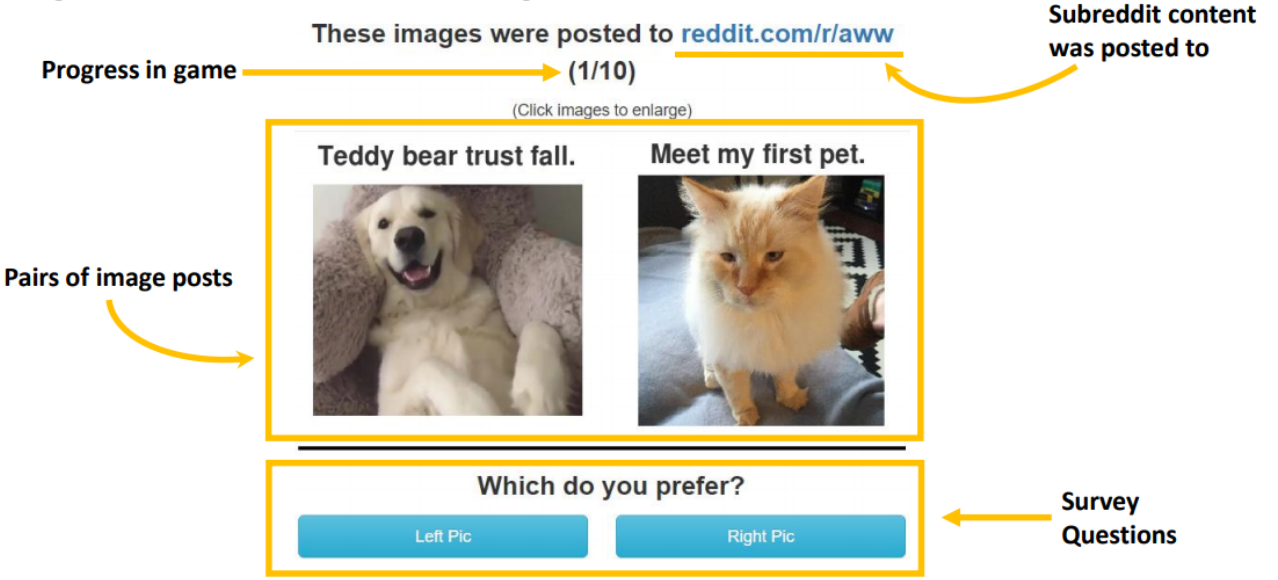 These images were posted to reddit.com/r/aww
Subreddit content
was posted to
Progress in game
(1/10)
(Click images to enlarge)
Teddy bear trust fall.
Meet my first pet.
Pairs of image posts
Which do you prefer?
Left Pic
Right Pic
Survey
Questions